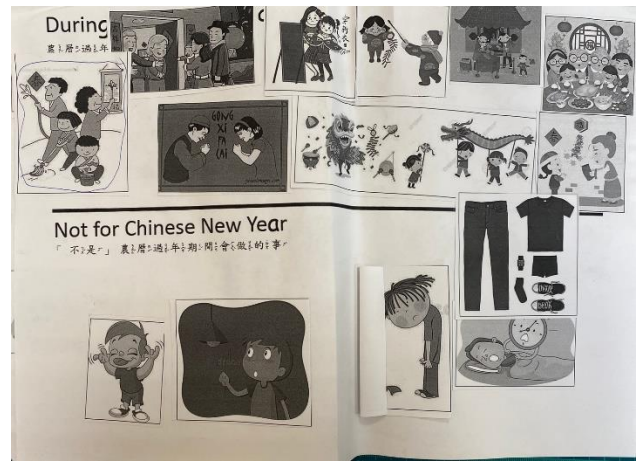 During
農曆過年
GONG
XI
FA
CAI
Not for Chinese New Year
「不是」農曆過年期間會做的事